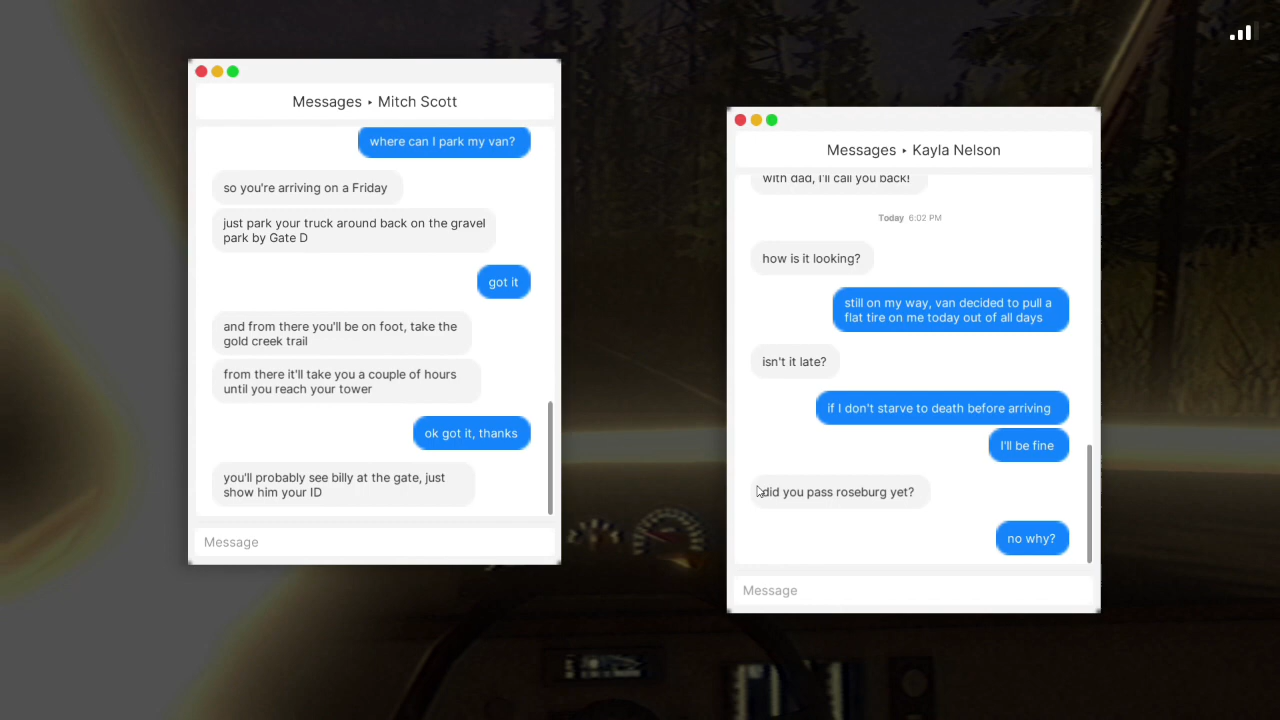 Messages ‣ Mitch Scott
where can I park my van?
so you're arriving on a Friday
just park your truck around back on the gravel
park by Gate D
got it
and from there you'll be on foot, take the
gold creek trail
from there it'll take you a couple of hours
until you reach your tower
ok got it, thanks
you'll probably see billy at the gate, just
show him your ID
Message
Messages ‣ Kayla Nelson
with dad, I'll call you back!
Today 6:02 PM
how is it looking?
still on my way, van decided to pull a
flat tire on me today out of all days
isn't it late?
if I don't starve to death before arriving
I'll be fine
did you pass roseburg yet?
no why?
Message